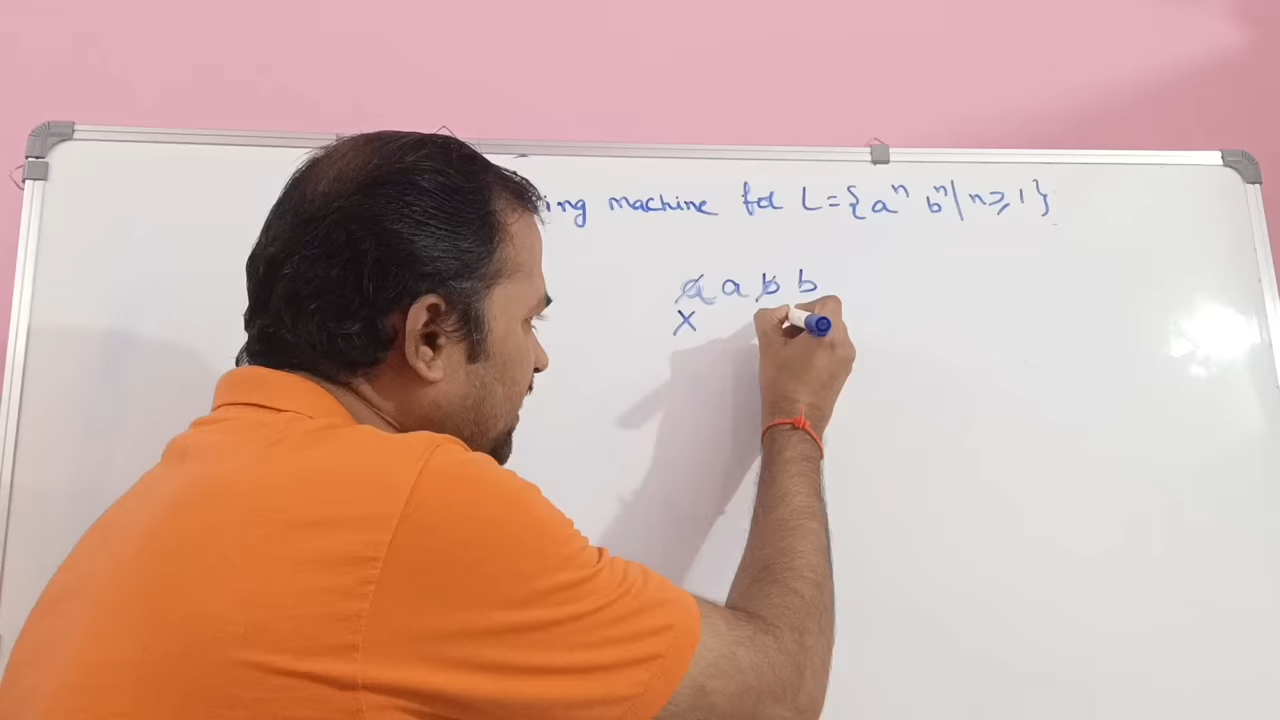 ing machine for L={aⁿ bⁿ|n≥1}
a a b b
X